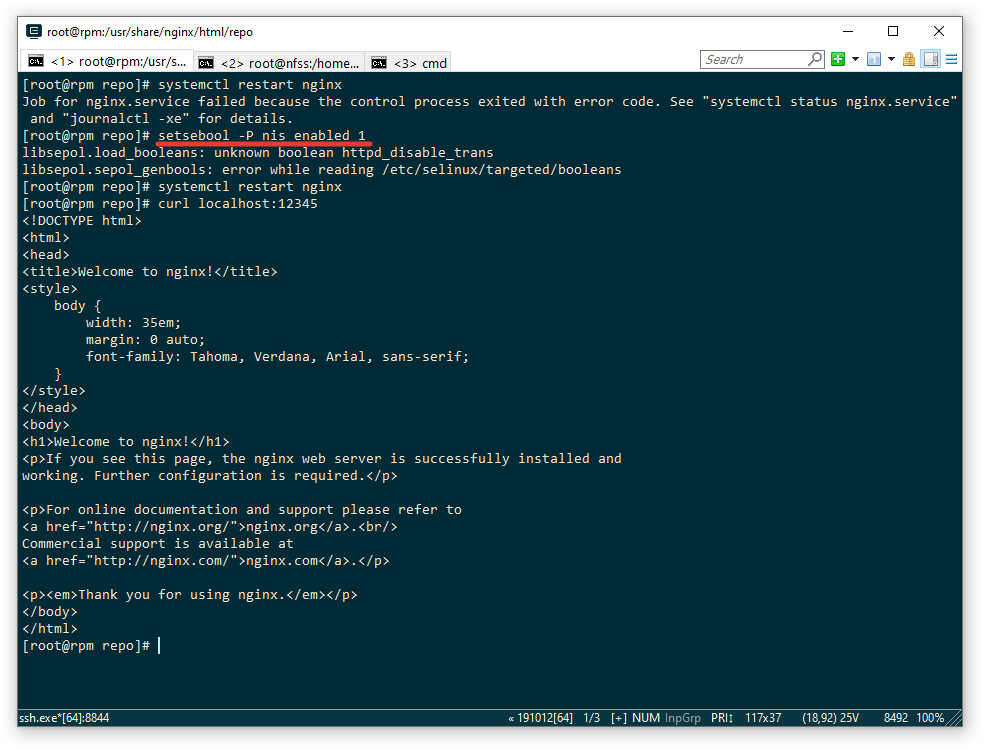 root@rpm:/usr/share/nginx/html/repo
<1> root@rpm:/usr/s...
<2> root@nfss:/home...
<3> cmd
Search
[root@rpm repo]# systemctl restart nginx
Job for nginx.service failed because the control process exited with error code. See "systemctl status nginx.service"
 and "journalctl -xe" for details.
[root@rpm repo]# setsebool -P nis enabled 1
libsepol.load_booleans: unknown boolean httpd_disable_trans
libsepol.sepol_genbools: error while reading /etc/selinux/targeted/booleans
[root@rpm repo]# systemctl restart nginx
[root@rpm repo]# curl localhost:12345
<!DOCTYPE html>
<html>
<head>
<title>Welcome to nginx!</title>
<style>
    body {
        width: 35em;
        margin: 0 auto;
        font-family: Tahoma, Verdana, Arial, sans-serif;
    }
</style>
</head>
<body>
<h1>Welcome to nginx!</h1>
<p>If you see this page, the nginx web server is successfully installed and
working. Further configuration is required.</p>

<p>For online documentation and support please refer to
<a href="http://nginx.org/">nginx.org</a>.<br/>
Commercial support is available at
<a href="http://nginx.com/">nginx.com</a>.</p>

<p><em>Thank you for using nginx.</em></p>
</body>
</html>
[root@rpm repo]#
ssh.exe*[64]:8844
« 191012[64] 1/3 [+] NUM InpGrp PRI↕ 117x37 (18,92) 25V 8492 100%